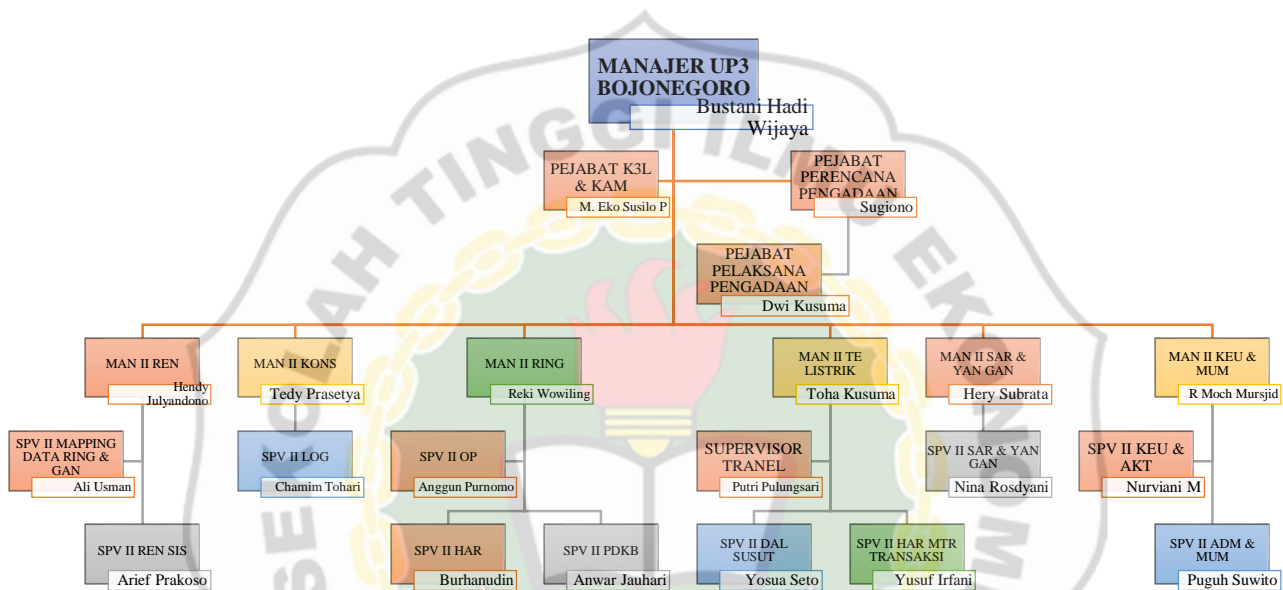 MANAJER UP3
BOJONEGORO
Bustani Hadi
Wijaya
PEJABAT K3L
& KAM
M. Eko Susilo P
PEJABAT
PERENCANA
PENGADAAN
Sugiono
PEJABAT
PELAKSANA
PENGADAAN
Dwi Kusuma
MAN II REN
Hendy
Julyandono
MAN II KONS
Tedy Prasetya
MAN II RING
Reki Wowiling
MAN II TE
LISTRIK
Toha Kusuma
MAN II SAR &
YAN GAN
Hery Subrata
MAN II KEU &
MUM
R Moch Mursjid
SPV II MAPPING
DATA RING &
GAN
Ali Usman
SPV II LOG
Chamim Tohari
SPV II OP
Anggun Purnomo
SUPERVISOR
TRANEL
Putri Pulungsari
SPV II SAR & YAN
GAN
Nina Rosdyani
SPV II KEU &
AKT
Nurviani M
SPV II REN SIS
Arief Prakoso
SPV II HAR
Burhanudin
SPV II PDKB
Anwar Jauhari
SPV II DAL
SUSUT
Yosua Seto
SPV II HAR MTR
TRANSAKSI
Yusuf Irfani
SPV II ADM &
MUM
Puguh Suwito
SEKOLAH TINGGI ILMU EKONOM